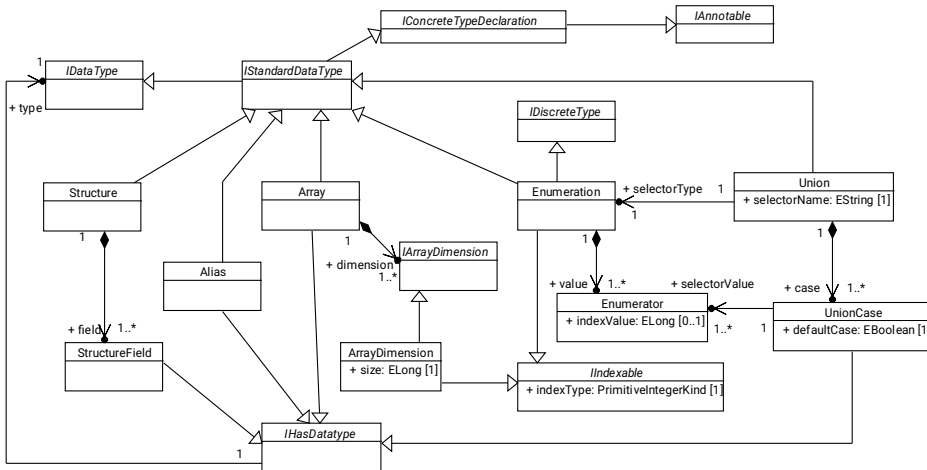 IConcreteTypeDeclaration
IAnnotable
1
IDataType
IStandardDataType
+ type
IDiscreteType
Structure
Array
Enumeration
+ selectorType
1
1
Union
+ selectorName: EString [1]
1
1
1
1
IArrayDimension
+ dimension
1..*
Alias
+ value
1..*
+ selectorValue
+ case
1..*
Enumerator
+ indexValue: ELong [0..1]
1..*
1
UnionCase
+ defaultCase: EBoolean [1
+ field
1..*
StructureField
ArrayDimension
+ size: ELong [1]
IIndexable
+ indexType: PrimitiveIntegerKind [1]
IHasDatatype
1